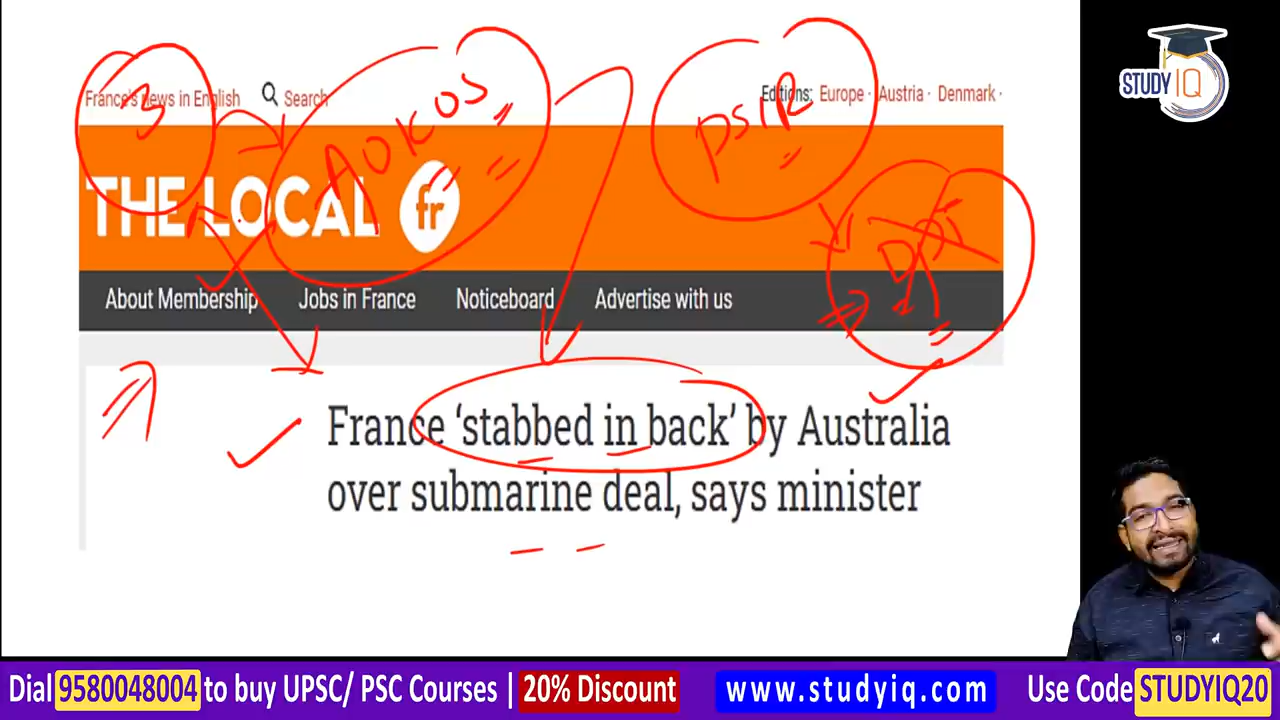 France's news in English
Search
Editions: Europe · Austria · Denmark ·
STUDY IQ
3
AUKUS
PSIR
THE LOCAL fr
About Membership
Jobs in France
Noticeboard
Advertise with us
France ‘stabbed in back’ by Australia
over submarine deal, says minister
Dial 9580048004 to buy UPSC/ PSC Courses | 20% Discount
www.studyiq.com
Use Code STUDYIQ20